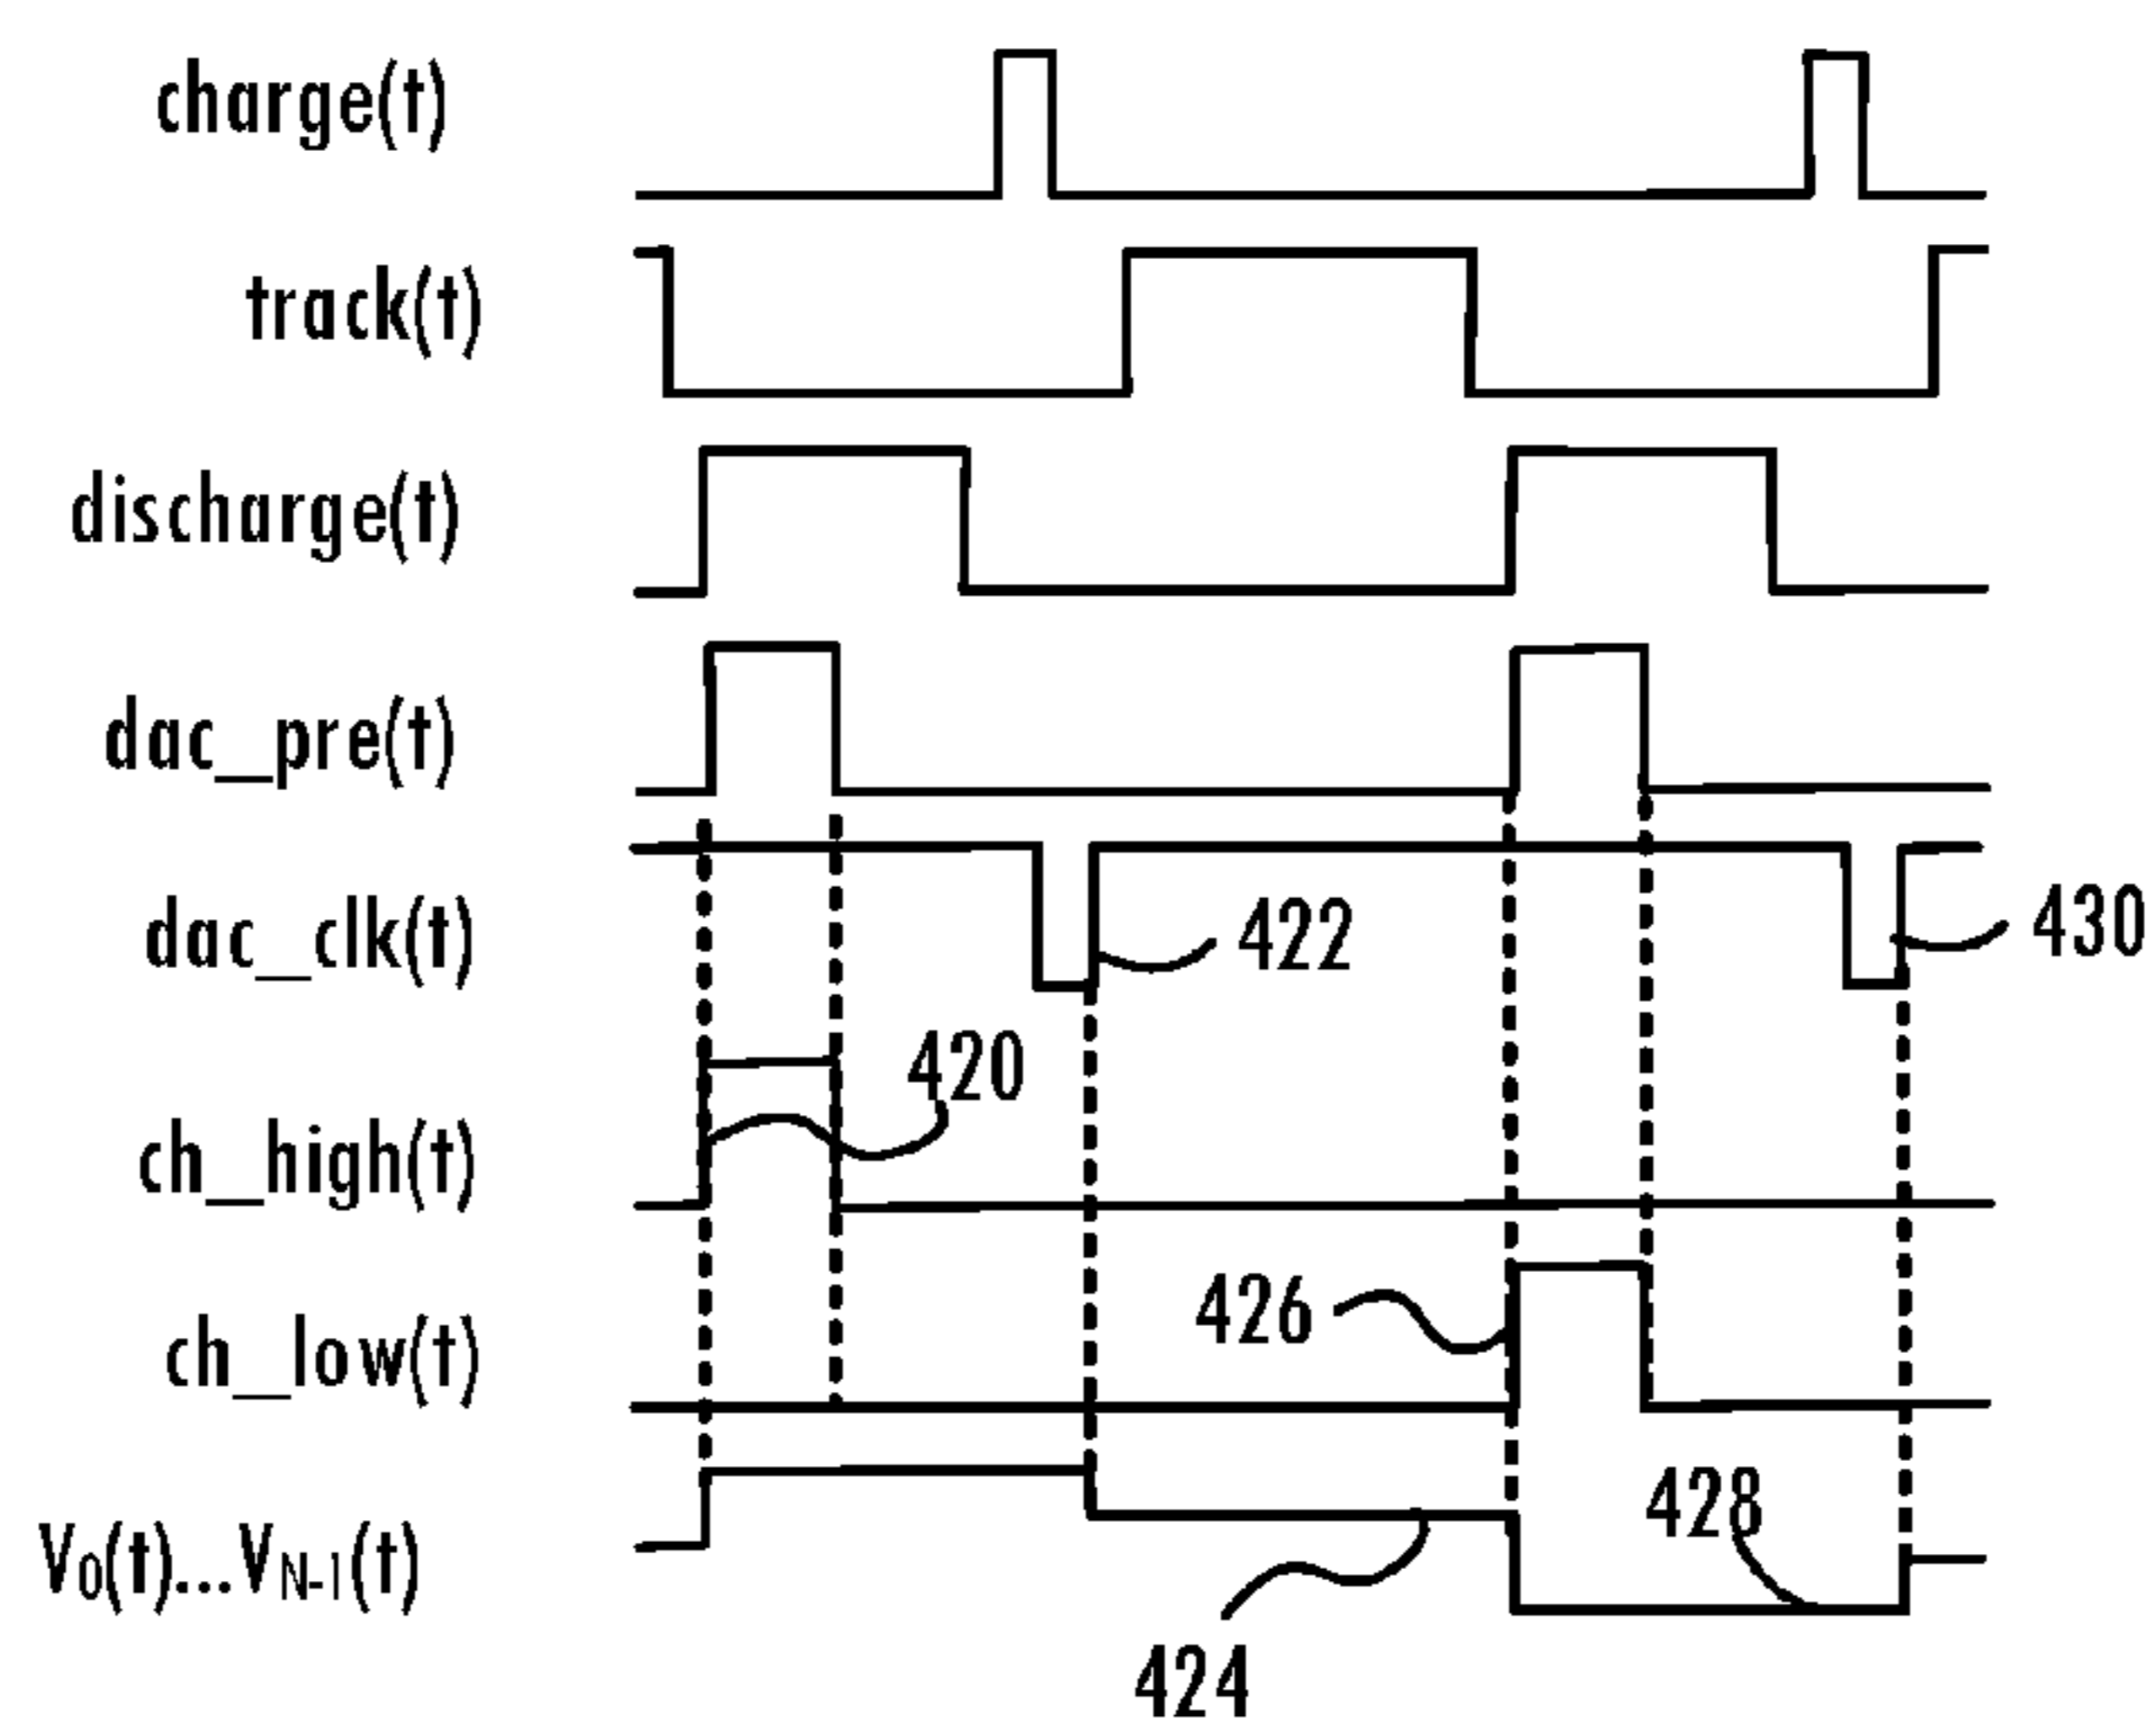 charge(t)
track(t)
discharge(t)
dac_pre(t)
dac_clk(t)
422
430
420
ch_high(t)
426
ch_low(t)
428
V0(t)...VN-1(t)
424